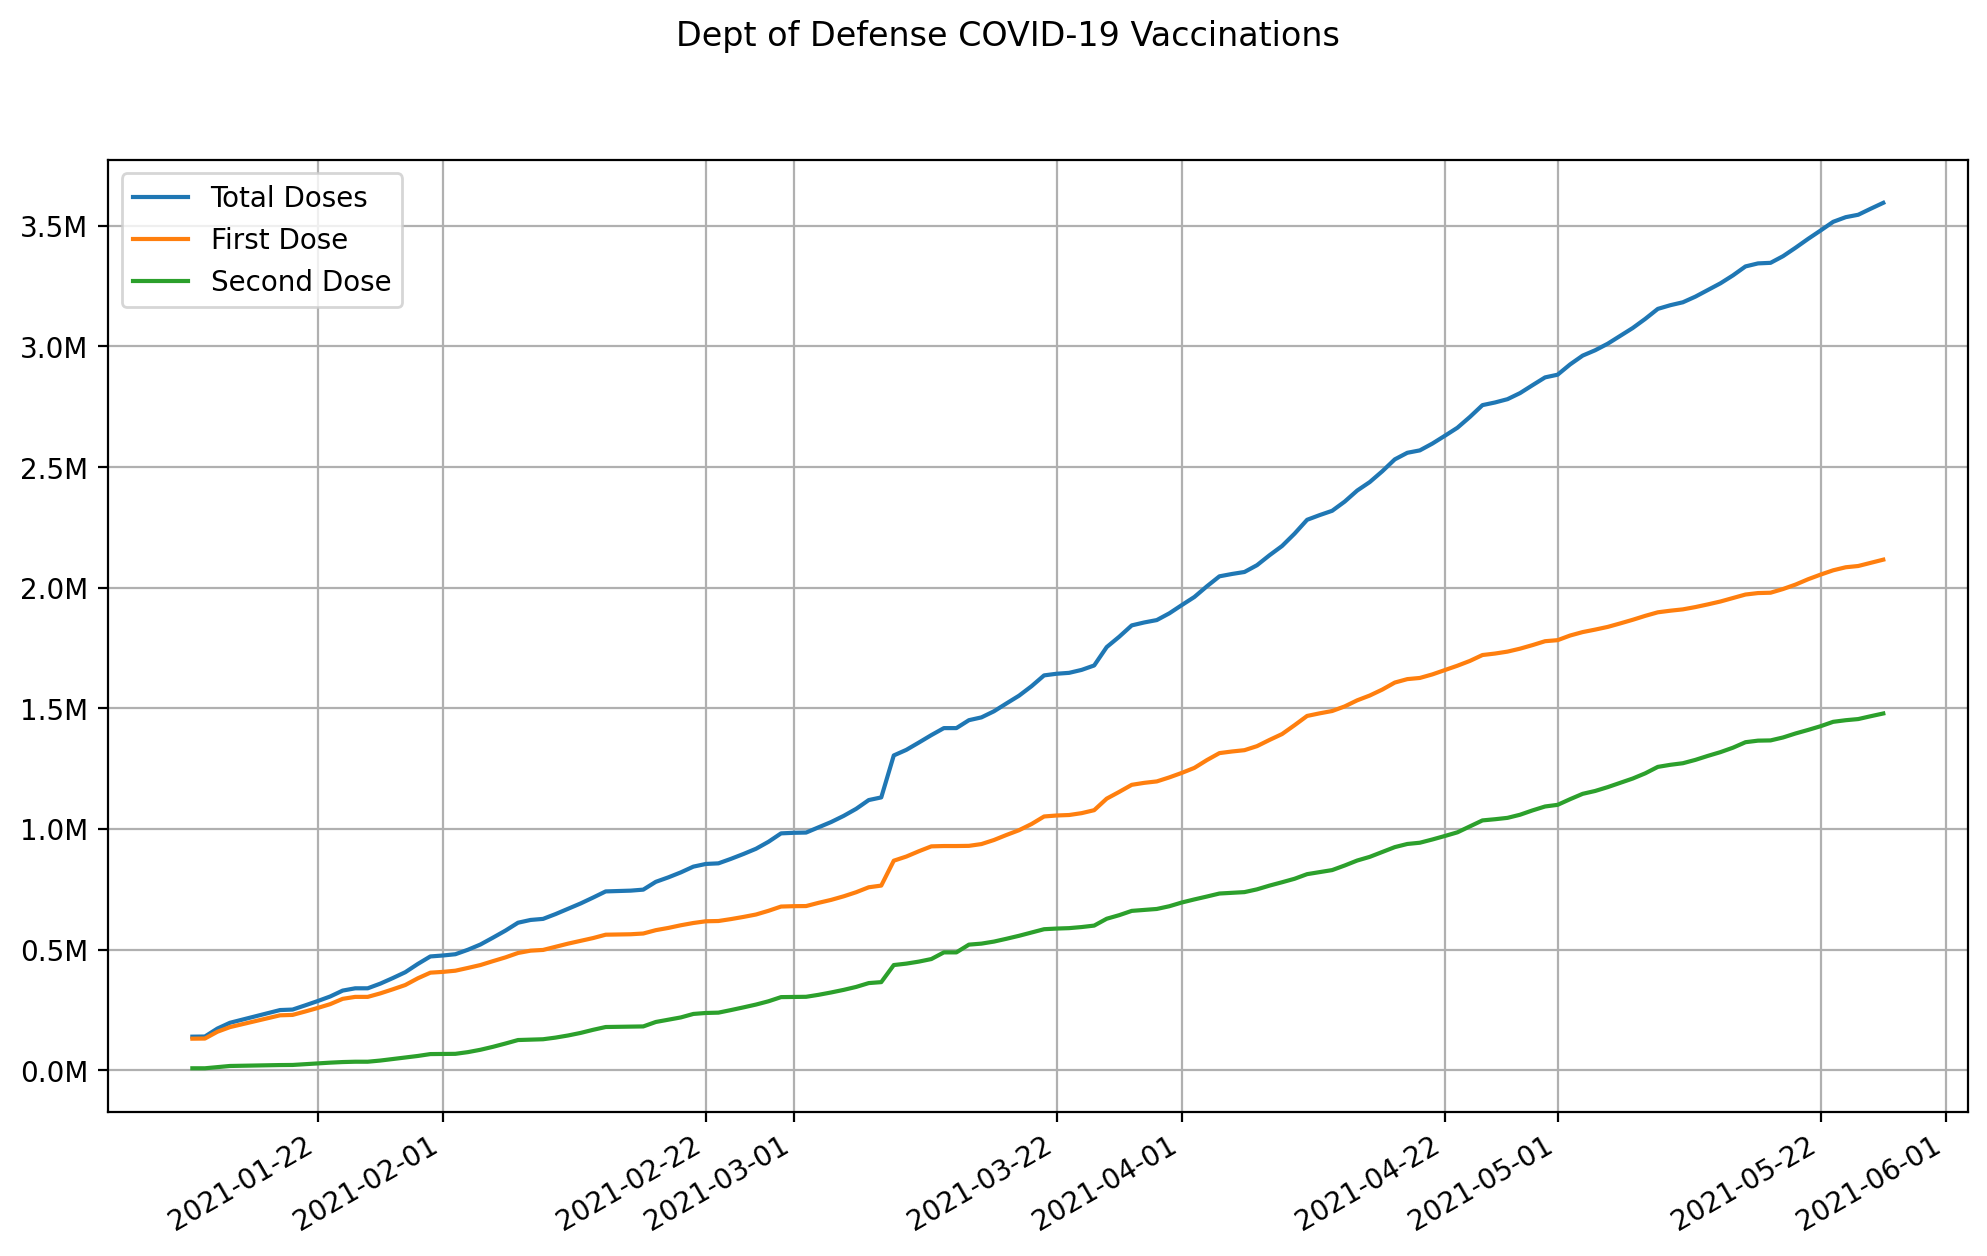 Dept of Defense COVID-19 Vaccinations
Total Doses
First Dose
Second Dose
3.5M
3.0M
2.5M
2.0M
1.5M
1.0M
0.5M
0.0M
2021-01-22
2021-02-01
2021-02-22
2021-03-01
2021-03-22
2021-04-01
2021-04-22
2021-05-01
2021-05-22
2021-06-01